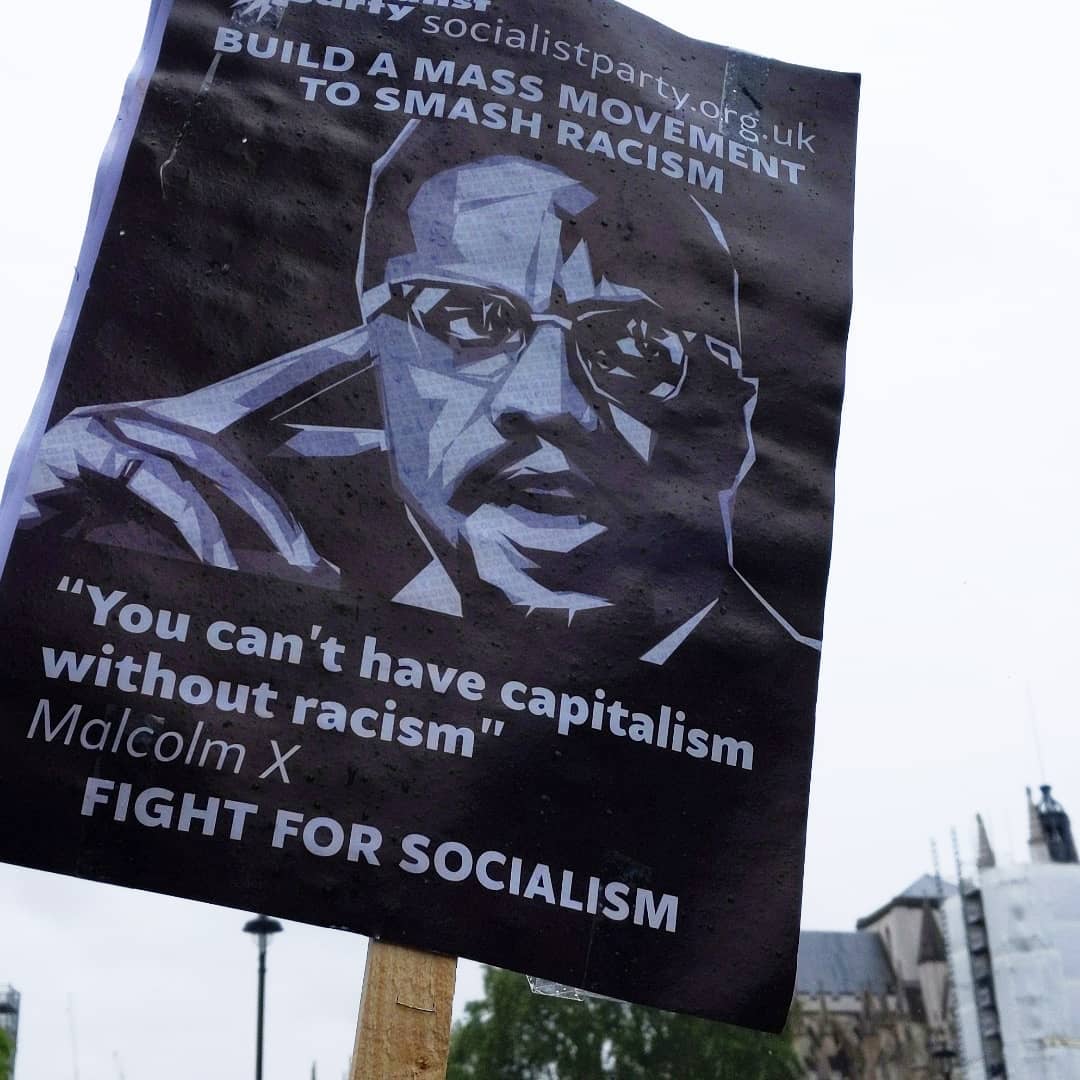 Party socialistparty.org.uk
BUILD A MASS MOVEMENT
TO SMASH RACISM
“You can't have capitalism
without racism”
Malcolm X
FIGHT FOR SOCIALISM